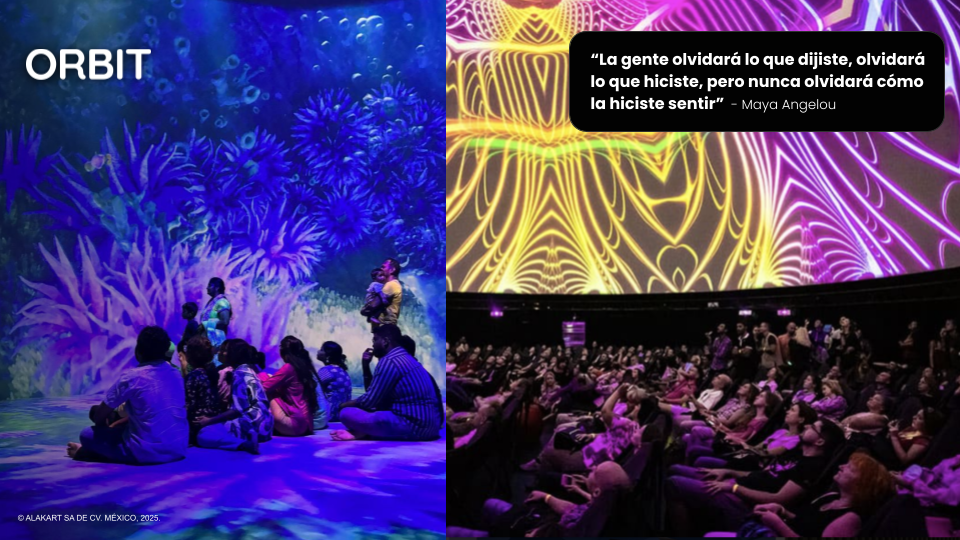 ORBIT
“La gente olvidará lo que dijiste, olvidará
lo que hiciste, pero nunca olvidará cómo
la hiciste sentir” - Maya Angelou
© ALAKART SA DE CV. MÉXICO, 2025.